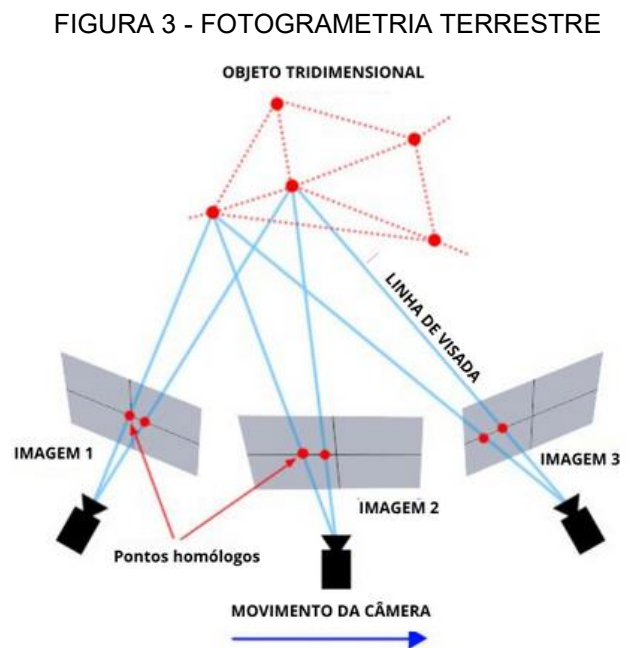 FIGURA 3 - FOTOGRAMETRIA TERRESTRE
OBJETO TRIDIMENSIONAL
LINHA DE VISADA
IMAGEM 1
IMAGEM 3
IMAGEM 2
Pontos homólogos
MOVIMENTO DA CÂMERA